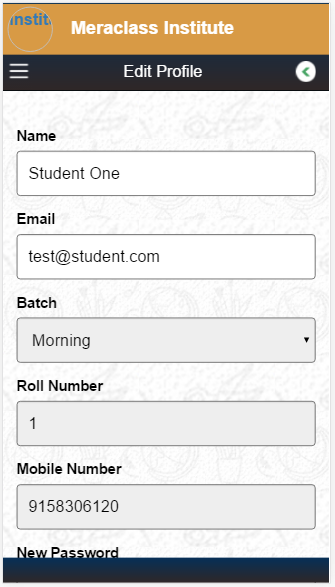 Meraclass Institute
Edit Profile
Name
Student One
Email
test@student.com
Batch
Morning
Roll Number
1
Mobile Number
9158306120
New Password